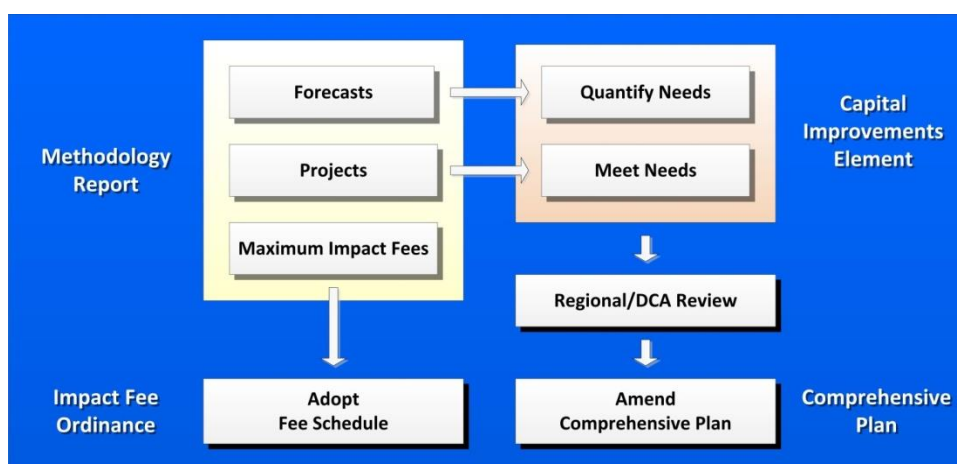 Methodology
Report
Forecasts
Projects
Maximum Impact Fees
Quantify Needs
Meet Needs
Capital
Improvements
Element
Regional/DCA Review
Impact Fee
Ordinance
Adopt
Fee Schedule
Amend
Comprehensive Plan
Comprehensive
Plan